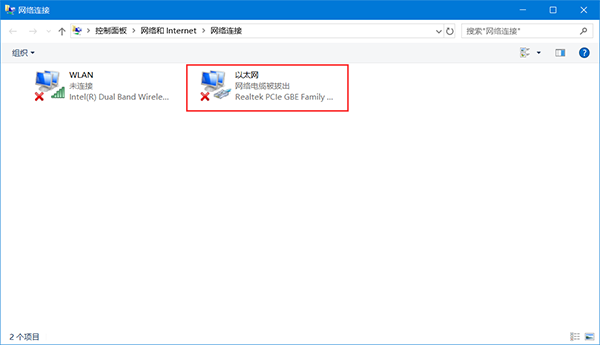 网络连接
控制面板 > 网络和 Internet > 网络连接
搜索"网络连接"
组织
WLAN
未连接
Intel(R) Dual Band Wirele...
以太网
网络电缆被拔出
Realtek PCIe GBE Family ...
2 个项目